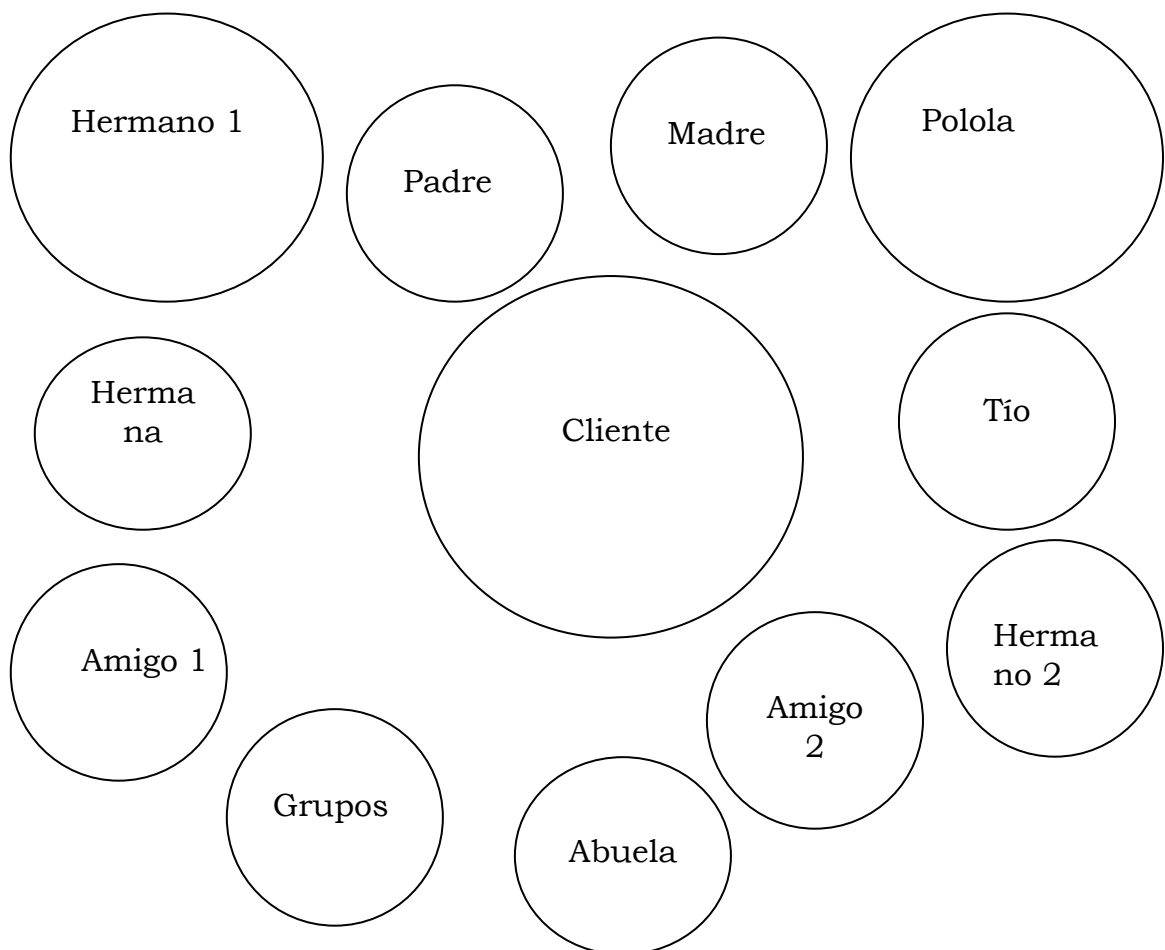 Hermano 1
Padre
Madre
Polola
Herma
na
Cliente
Tío
Amigo 1
Herma
no 2
Amigo
2
Grupos
Abuela